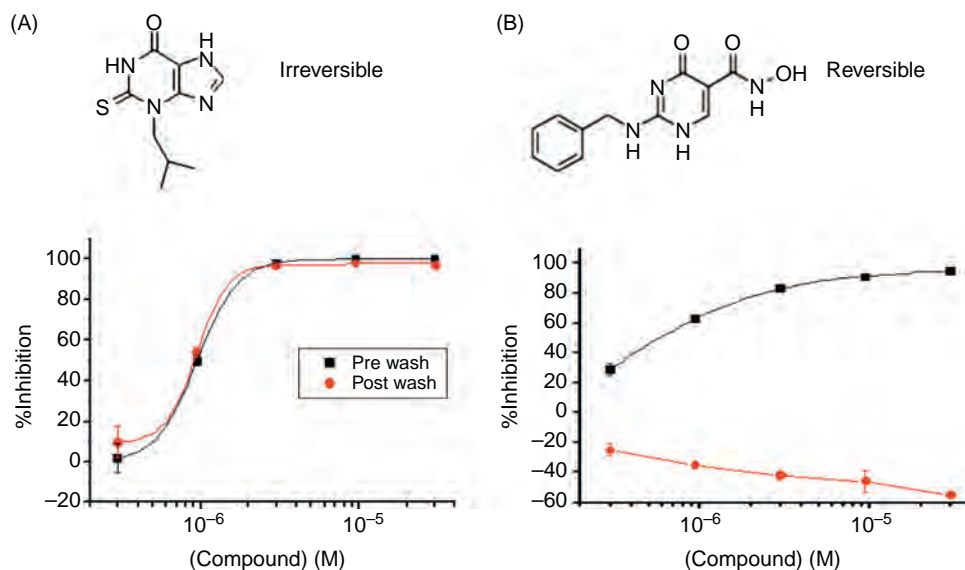 (A)
O
H
N
HN
S
N
N
Irreversible
(B)
O
O
N
N
H
OH
N
H
N
H
Reversible
100
80
60
40
20
0
–20
%Inhibition
Pre wash
Post wash
10⁻⁶
10⁻⁵
(Compound) (M)
100
80
60
40
20
0
–20
–40
–60
%Inhibition
10⁻⁶
10⁻⁵
(Compound) (M)